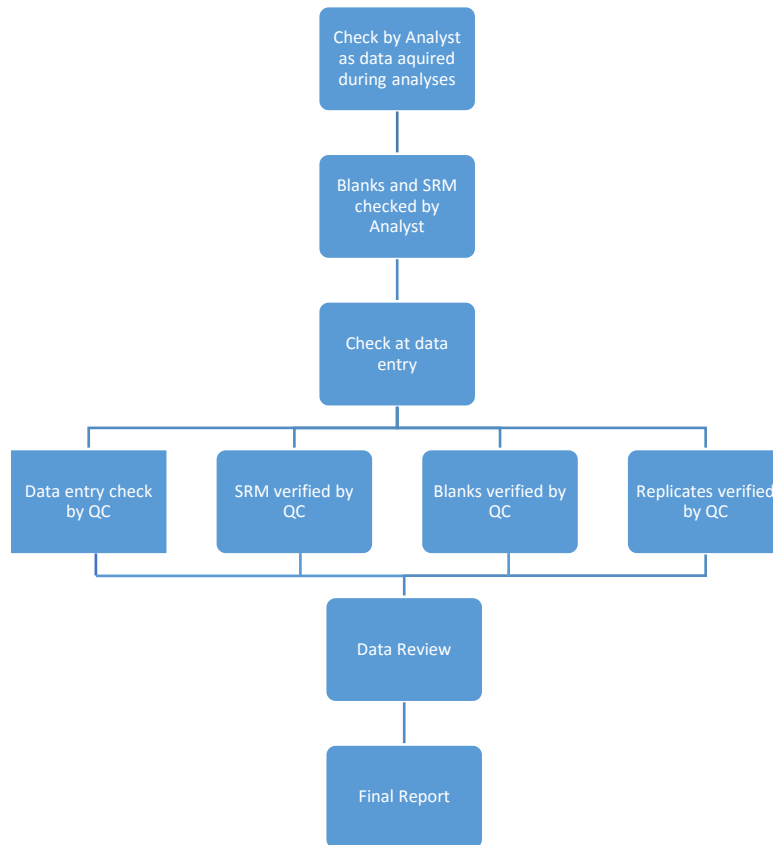 Check by Analyst
as data aquired
during analyses
Blanks and SRM
checked by
Analyst
Check at data
entry
Data entry check
by QC
SRM verified by
QC
Blanks verified by
QC
Replicates verified
by QC
Data Review
Final Report